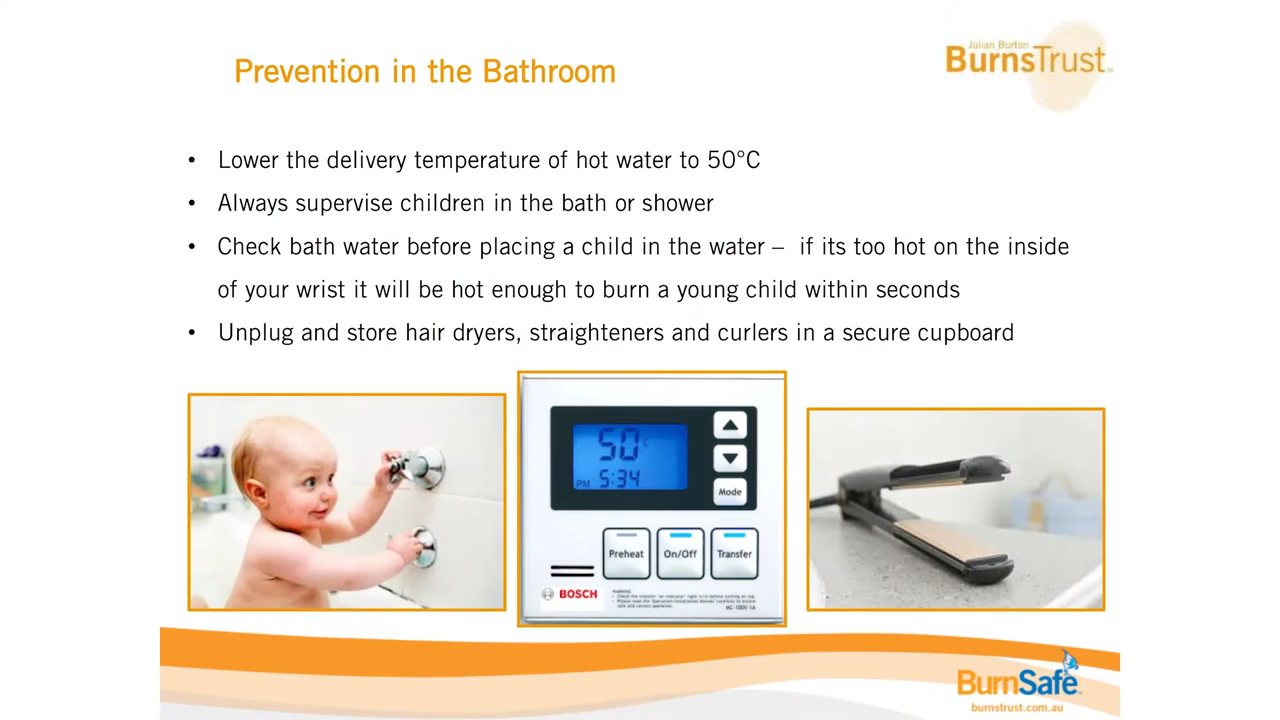 Julian Burton
BurnsTrust
Prevention in the Bathroom
• Lower the delivery temperature of hot water to 50°C
• Always supervise children in the bath or shower
• Check bath water before placing a child in the water – if its too hot on the inside
of your wrist it will be hot enough to burn a young child within seconds
• Unplug and store hair dryers, straighteners and curlers in a secure cupboard
50°C
PM 5:34
Mode
Preheat On/Off Transfer
BOSCH
WARNING
BurnSafe
burnstrust.com.au